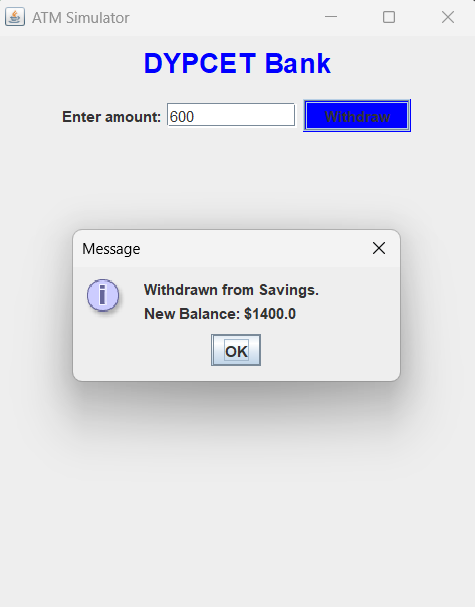 ATM Simulator
DYPCET Bank
Enter amount: 600 Withdraw
Message
i Withdrawn from Savings.
New Balance: $1400.0
OK